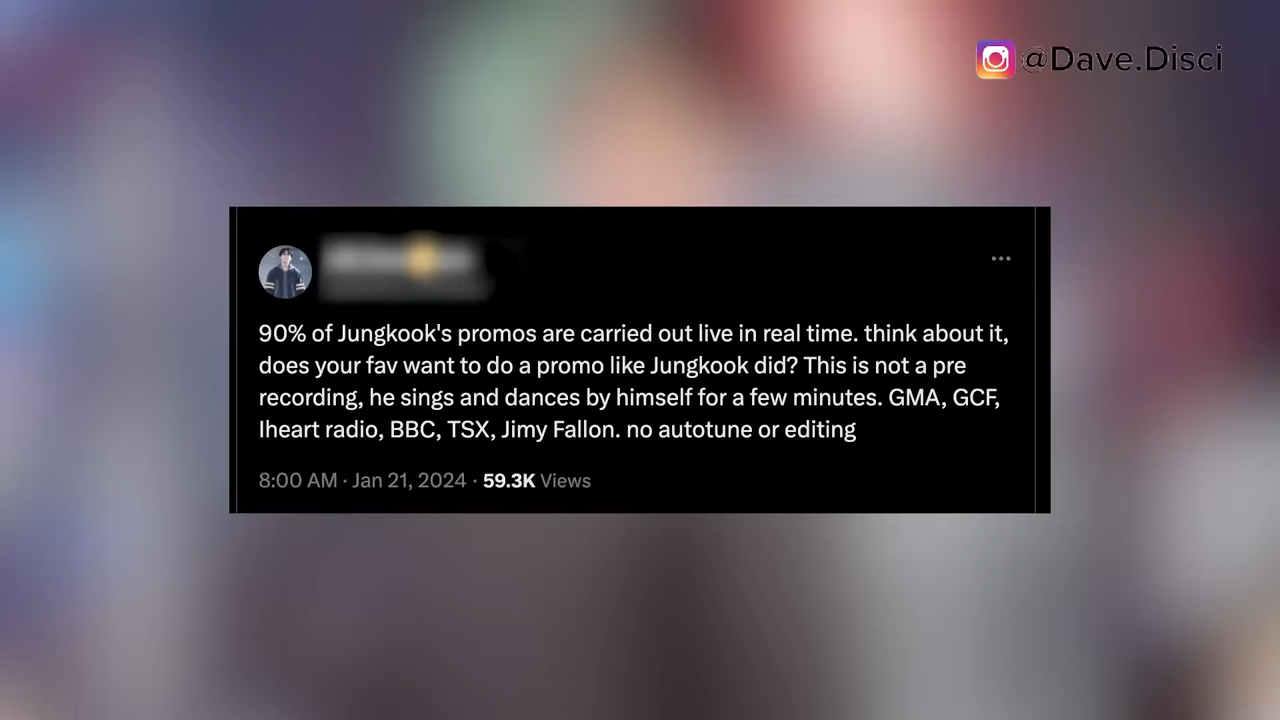 @Dave.Disci
90% of Jungkook's promos are carried out live in real time. think about it,
does your fav want to do a promo like Jungkook did? This is not a pre
recording, he sings and dances by himself for a few minutes. GMA, GCF,
Iheart radio, BBC, TSX, Jimy Fallon. no autotune or editing
8:00 AM · Jan 21, 2024 · 59.3K Views